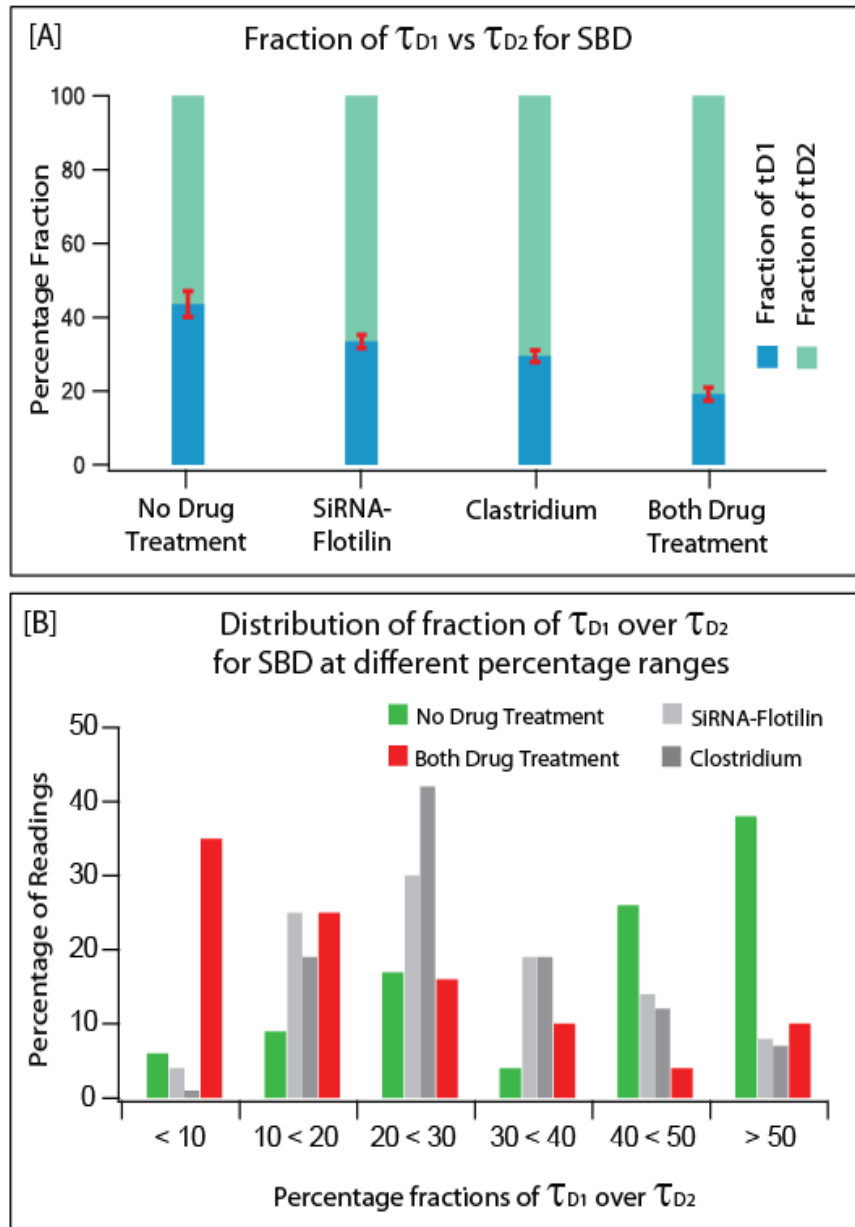 [A]
Fraction of τD1 vs τD2 for SBD
100
80
60
40
20
0
Percentage Fraction
Fraction of tD1
Fraction of tD2
No Drug
Treatment
SiRNA-
Flotilin
Clastridium
Both Drug
Treatment
[B]
Distribution of fraction of τD1 over τD2
for SBD at different percentage ranges
50
40
30
20
10
0
Percentage of Readings
No Drug Treatment
SiRNA-Flotilin
Both Drug Treatment
Clostridium
< 10
10 < 20
20 < 30
30 < 40
40 < 50
> 50
Percentage fractions of τD1 over τD2